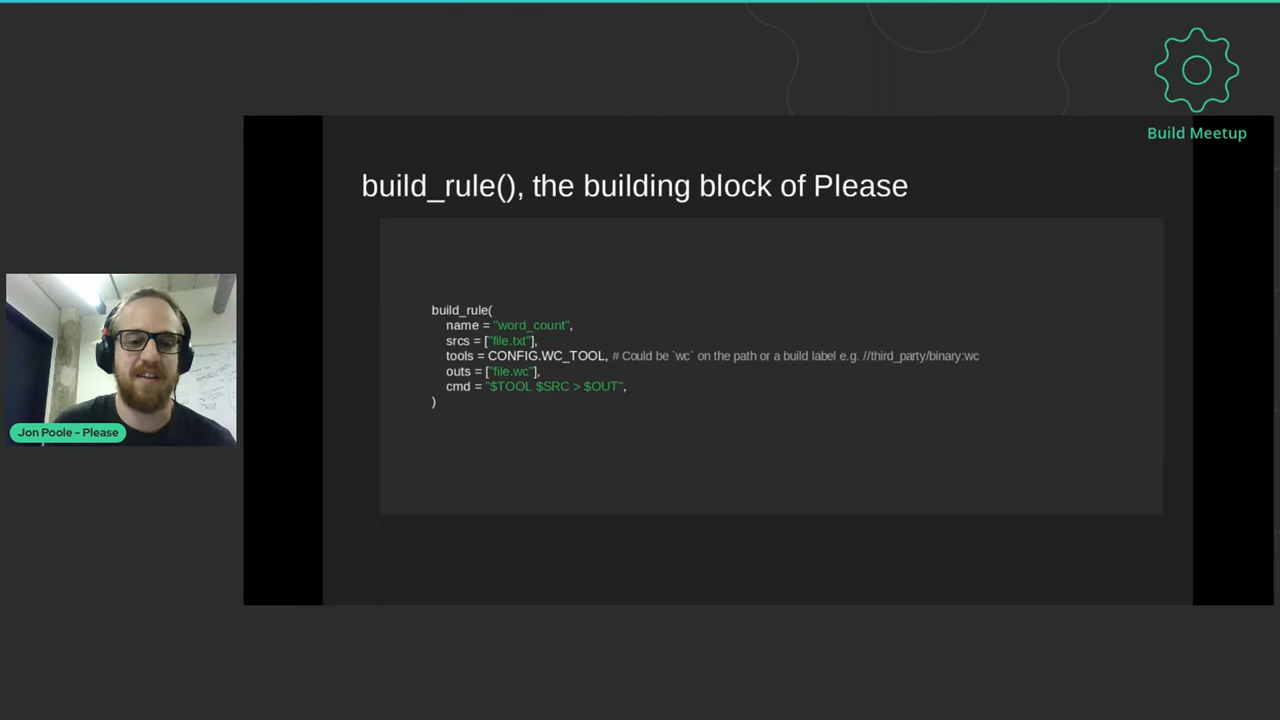 Build Meetup
build_rule(), the building block of Please
build_rule(
name = "word_count",
srcs = ["file.txt"],
tools = CONFIG.WC_TOOL, # Could be `wc` on the path or a build label e.g. //third_party/binary:wc
outs = ["file.wc"],
cmd = "$TOOL $SRC > $OUT",
)
Jon Poole - Please